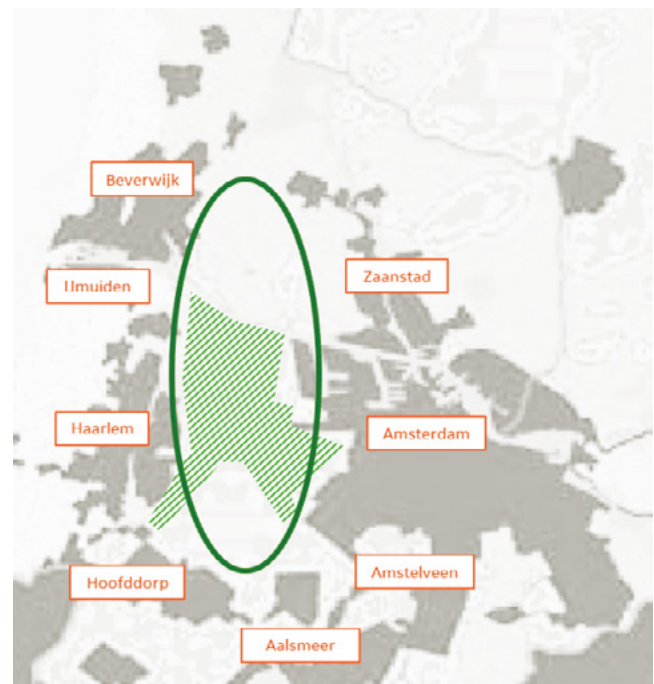 Beverwijk
IJmuiden
Zaanstad
Haarlem
Amsterdam
Hoofddorp
Amstelveen
Aalsmeer